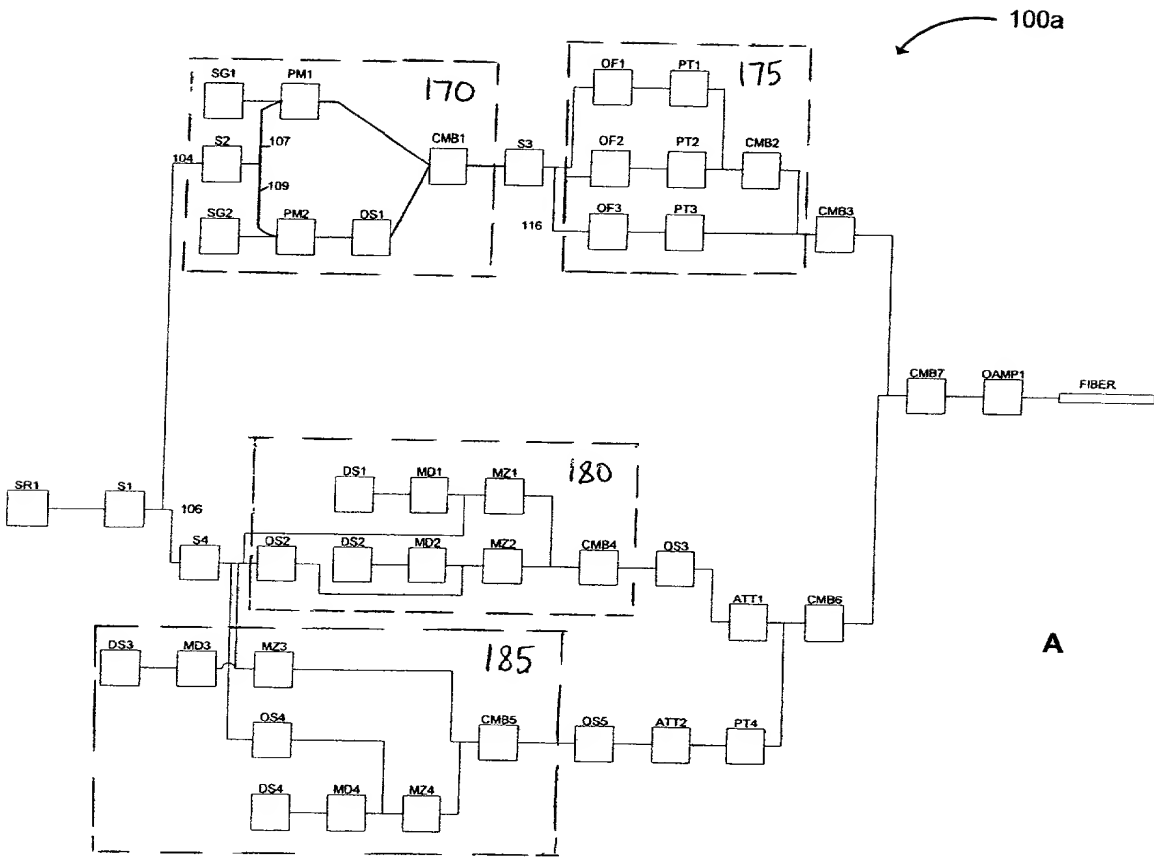 100a
170
175
SG1 PM1
OF1 PT1
S2 107 CMB1 S3
OF2 PT2 CMB2
104
109
SG2 PM2 OS1
116
OF3 PT3 CMB3
CMB7 OAMP1 FIBER
180
DS1 MD1 MZ1
SR1 S1
106
S4 OS2 DS2 MD2 MZ2 CMB4 OS3
ATT1 CMB6
A
185
DS3 MD3 MZ3
OS4 CMB5 OS5 ATT2 PT4
DS4 MD4 MZ4